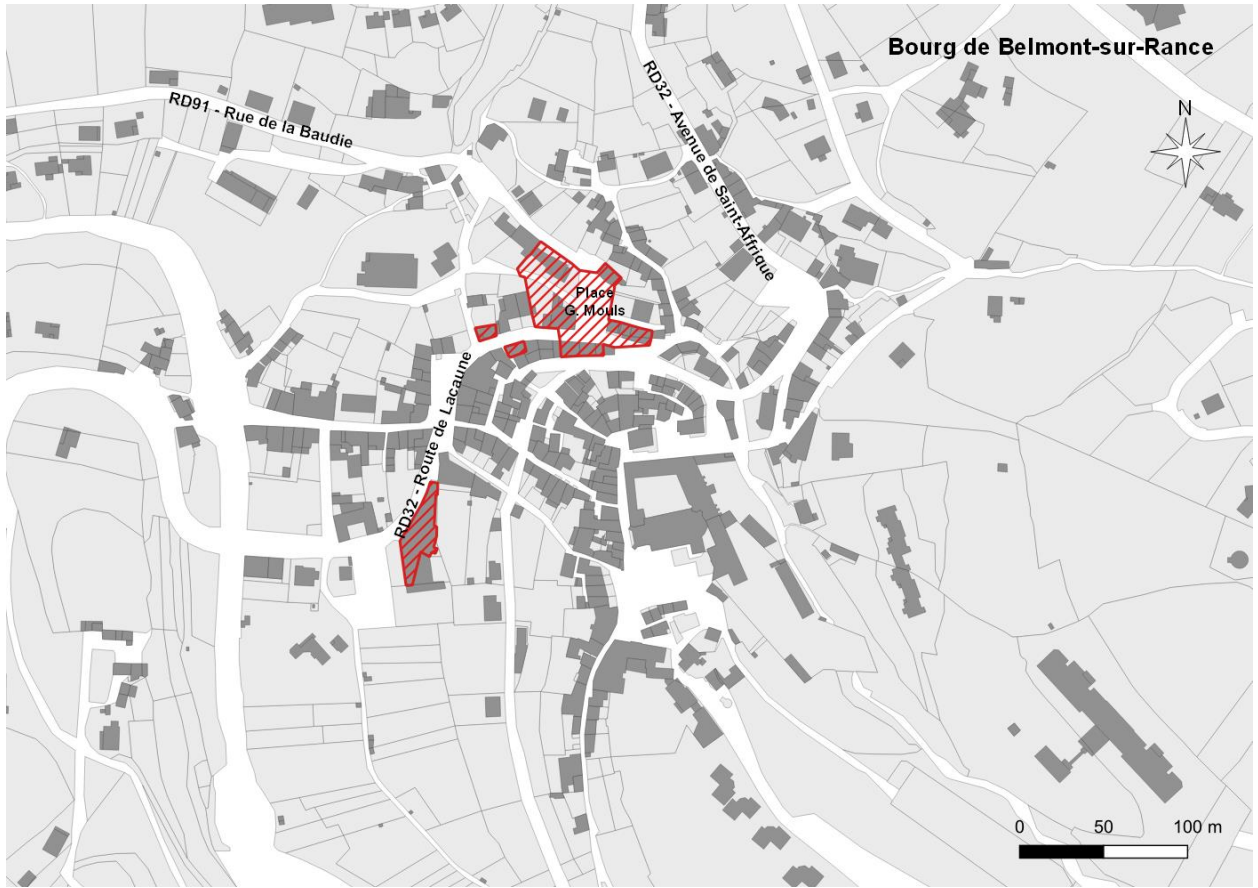 Bourg de Belmont-sur-Rance
RD32 - Avenue de Saint-Affrique
RD91 - Rue de la Baudie
N
Place
G. Mouls
RD32 - Route de Lacaune
0 50 100 m